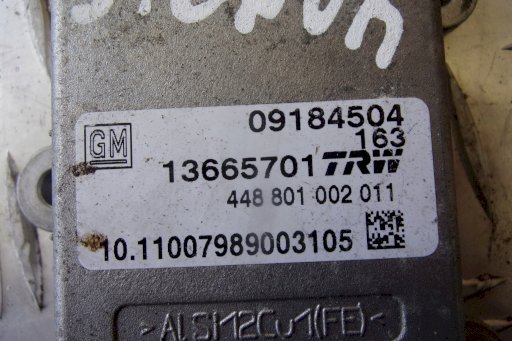 GM
09184504
163
13665701 TRW
448 801 002 011
10.11007989003105
>AlSi12Cu1(FE)<